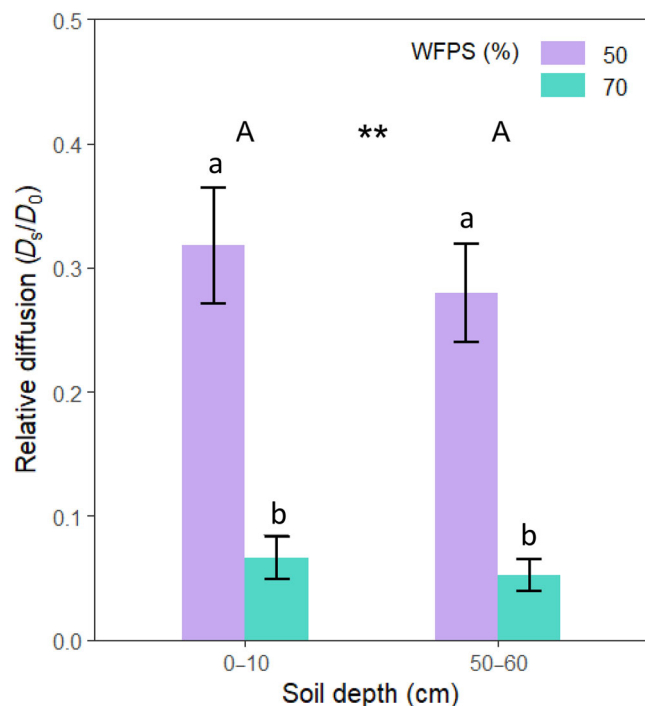 0.5
WFPS (%)
50
70
0.4
A
**
A
a
a
0.3
Relative diffusion (Ds/D0)
0.2
0.1
b
b
0.0
0–10
50–60
Soil depth (cm)